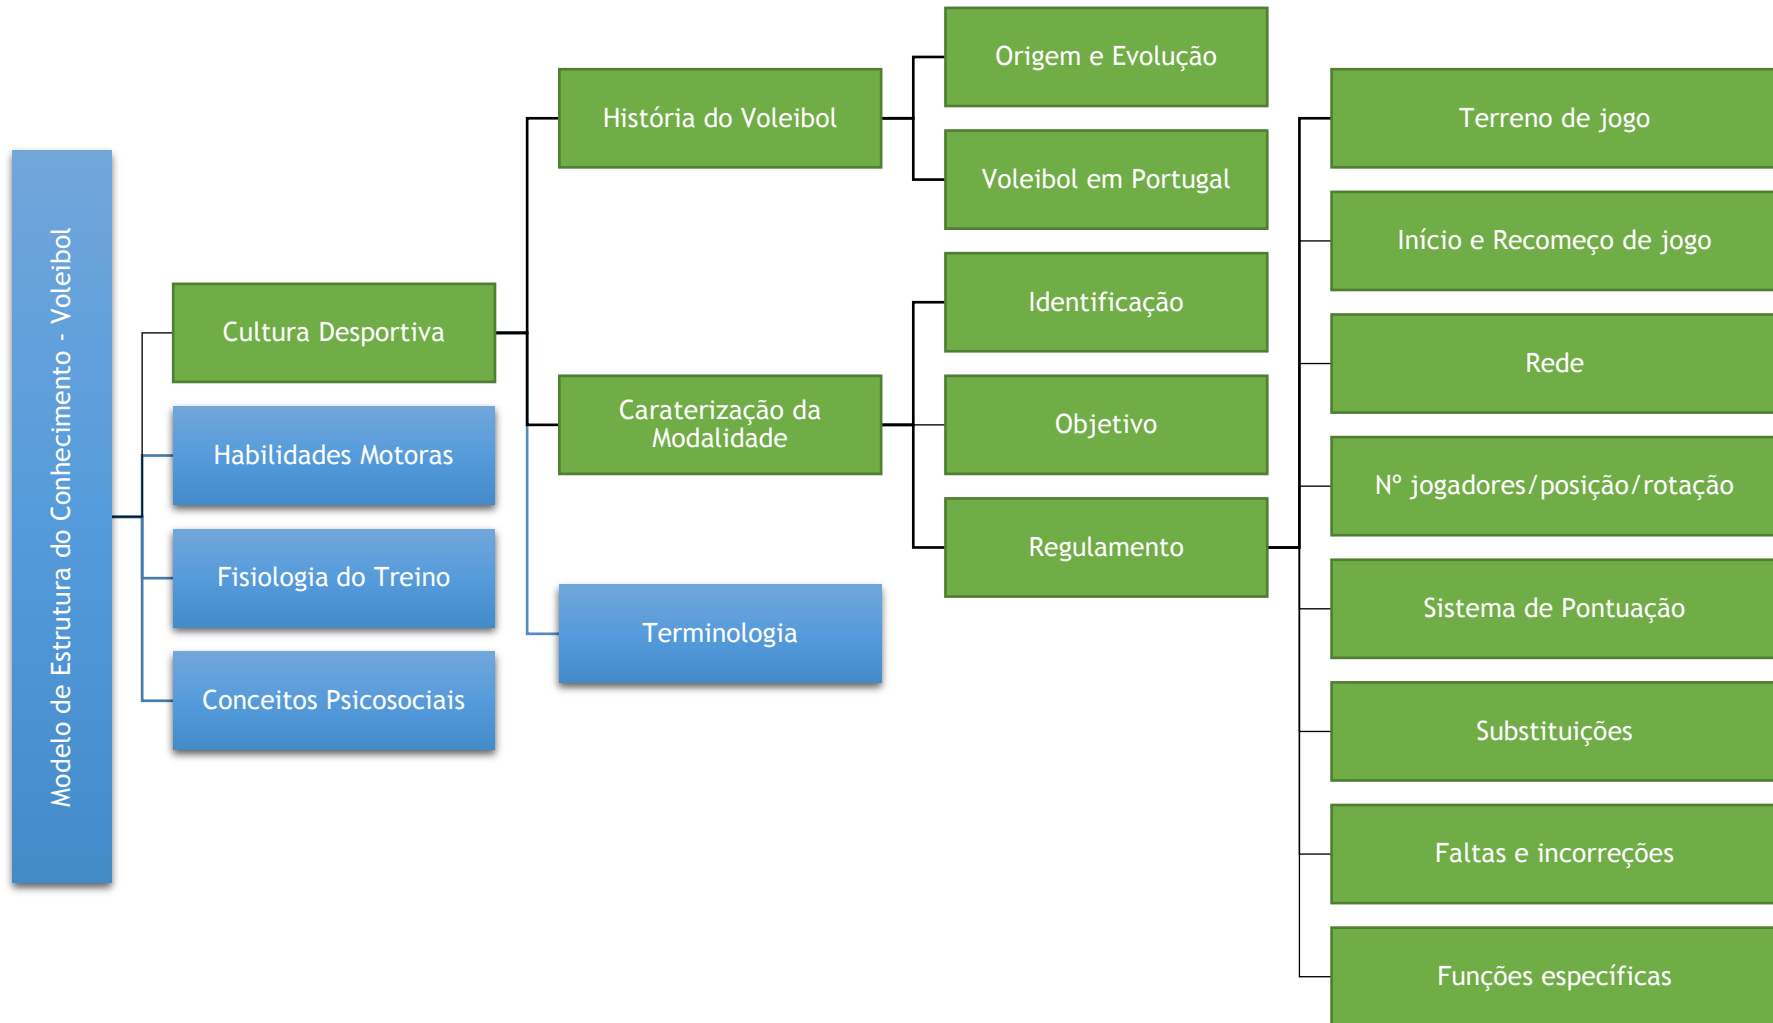 Modelo de Estrutura do Conhecimento - Voleibol
Cultura Desportiva
Habilidades Motoras
Fisiologia do Treino
Conceitos Psicosociais
História do Voleibol
Caraterização da
Modalidade
Terminologia
Origem e Evolução
Voleibol em Portugal
Identificação
Objetivo
Regulamento
Terreno de jogo
Início e Recomeço de jogo
Rede
Nº jogadores/posição/rotação
Sistema de Pontuação
Substituições
Faltas e incorreções
Funções específicas